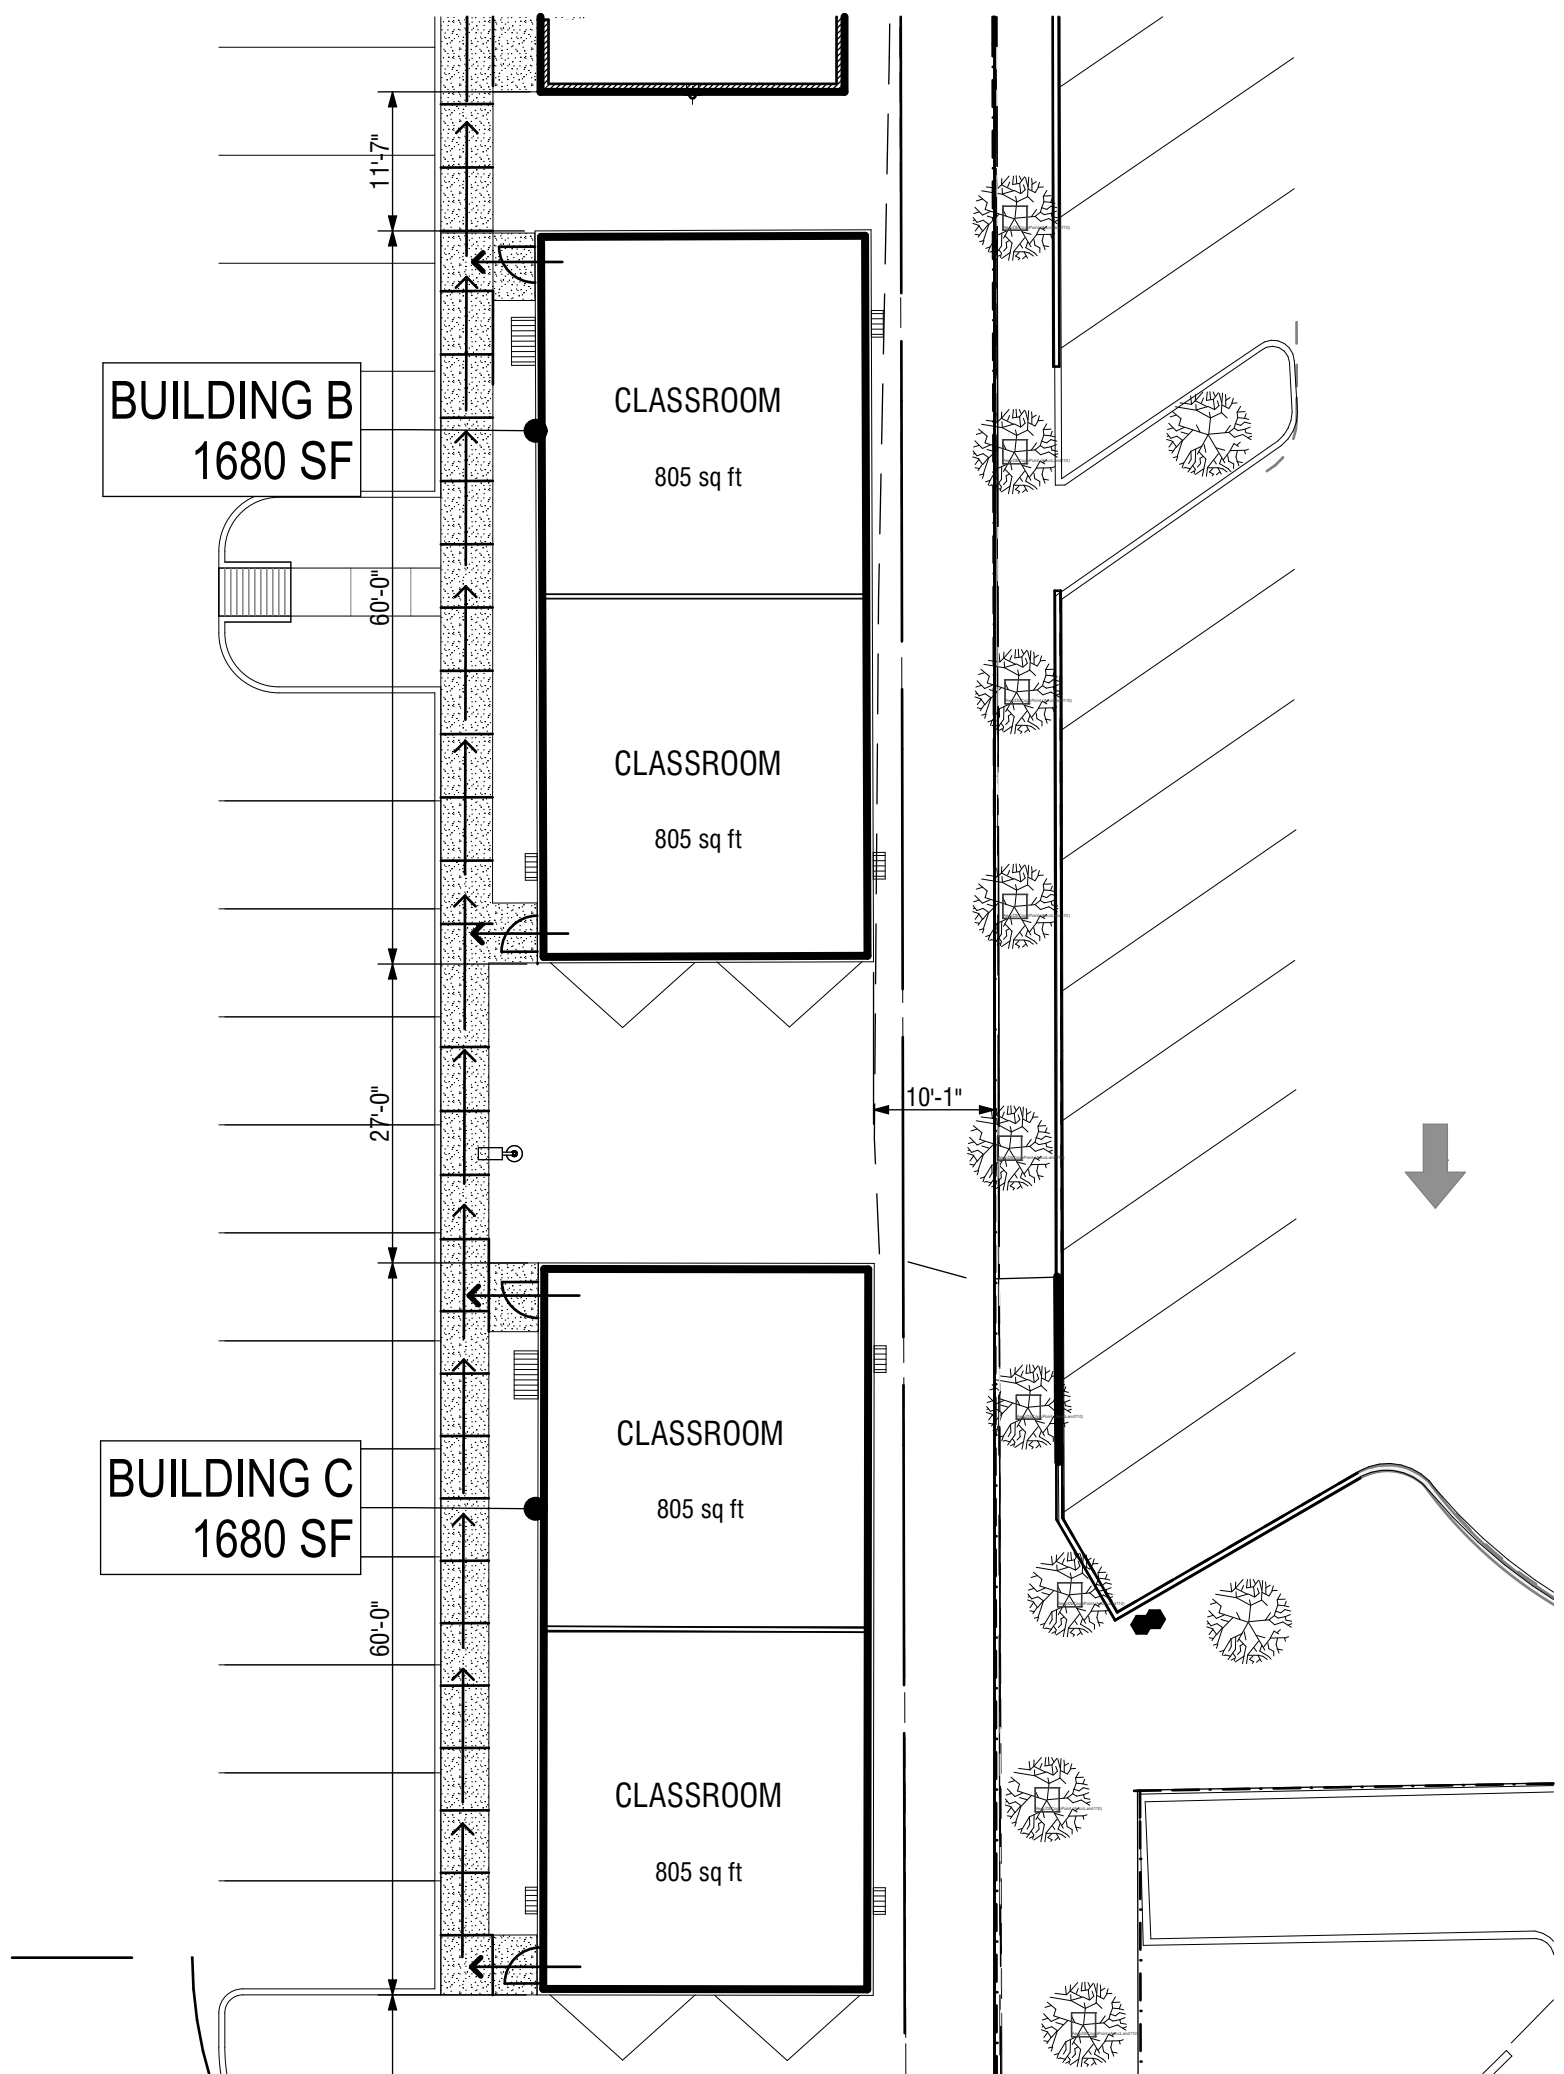 11'-7"
BUILDING B
1680 SF
CLASSROOM
805 sq ft
60'-0"
CLASSROOM
805 sq ft
27'-0"
10'-1"
BUILDING C
1680 SF
CLASSROOM
805 sq ft
60'-0"
CLASSROOM
805 sq ft